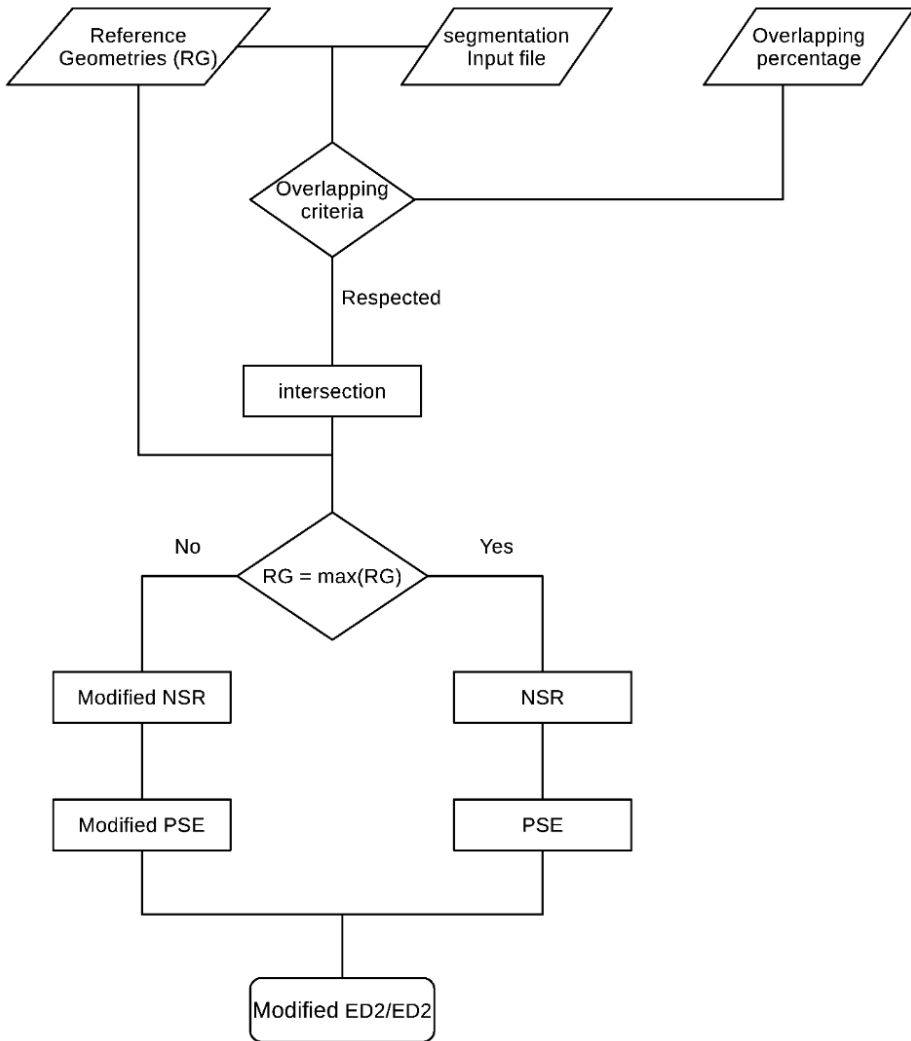 Reference
Geometries (RG)
segmentation
Input file
Overlapping
percentage
Overlapping
criteria
Respected
intersection
No
Yes
RG = max(RG)
Modified NSR
NSR
Modified PSE
PSE
Modified ED2/ED2